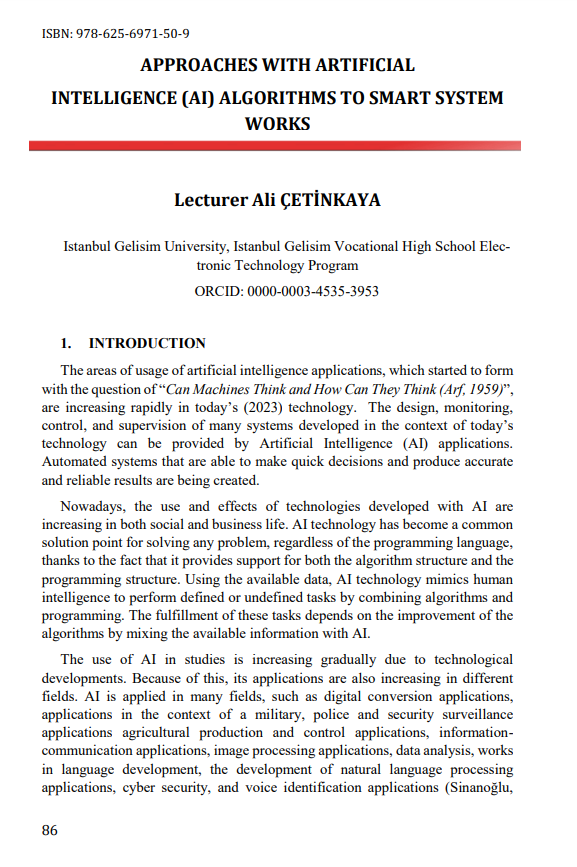 ISBN: 978-625-6971-50-9
APPROACHES WITH ARTIFICIAL
INTELLIGENCE (AI) ALGORITHMS TO SMART SYSTEM
WORKS
Lecturer Ali ÇETİNKAYA
Istanbul Gelisim University, Istanbul Gelisim Vocational High School Elec-
tronic Technology Program
ORCID: 0000-0003-4535-3953
1. INTRODUCTION
The areas of usage of artificial intelligence applications, which started to form
with the question of “Can Machines Think and How Can They Think (Arf, 1959)”,
are increasing rapidly in today’s (2023) technology. The design, monitoring,
control, and supervision of many systems developed in the context of today’s
technology can be provided by Artificial Intelligence (AI) applications.
Automated systems that are able to make quick decisions and produce accurate
and reliable results are being created.
Nowadays, the use and effects of technologies developed with AI are
increasing in both social and business life. AI technology has become a common
solution point for solving any problem, regardless of the programming language,
thanks to the fact that it provides support for both the algorithm structure and the
programming structure. Using the available data, AI technology mimics human
intelligence to perform defined or undefined tasks by combining algorithms and
programming. The fulfillment of these tasks depends on the improvement of the
algorithms by mixing the available information with AI.
The use of AI in studies is increasing gradually due to technological
developments. Because of this, its applications are also increasing in different
fields. AI is applied in many fields, such as digital conversion applications,
applications in the context of a military, police and security surveillance
applications agricultural production and control applications, information-
communication applications, image processing applications, data analysis, works
in language development, the development of natural language processing
applications, cyber security, and voice identification applications (Sinanoğlu,
86